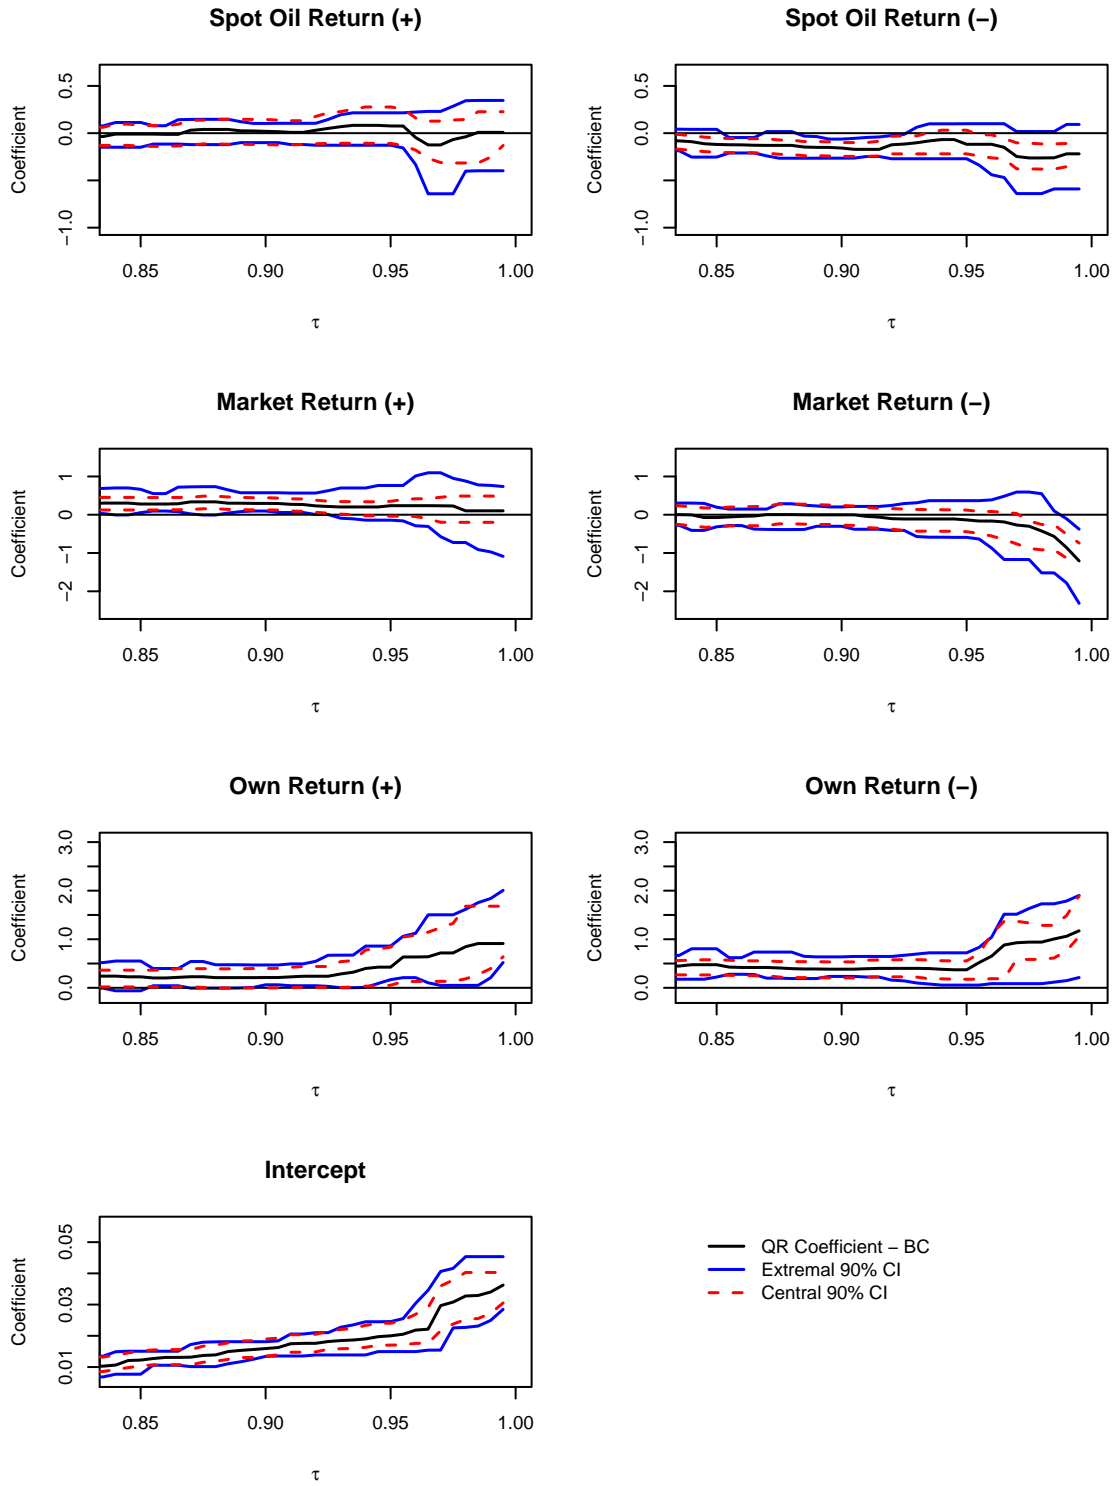 Spot Oil Return (+)
Coefficient
0.5
0.0
−1.0
0.85 0.90 0.95 1.00
τ
Spot Oil Return (−)
Coefficient
0.5
0.0
−1.0
0.85 0.90 0.95 1.00
τ
Market Return (+)
Coefficient
1
0
−1
−2
0.85 0.90 0.95 1.00
τ
Market Return (−)
Coefficient
1
0
−1
−2
0.85 0.90 0.95 1.00
τ
Own Return (+)
Coefficient
3.0
2.0
1.0
0.0
0.85 0.90 0.95 1.00
τ
Own Return (−)
Coefficient
3.0
2.0
1.0
0.0
0.85 0.90 0.95 1.00
τ
Intercept
Coefficient
0.05
0.03
0.01
0.85 0.90 0.95 1.00
τ
QR Coefficient − BC
Extremal 90% CI
Central 90% CI